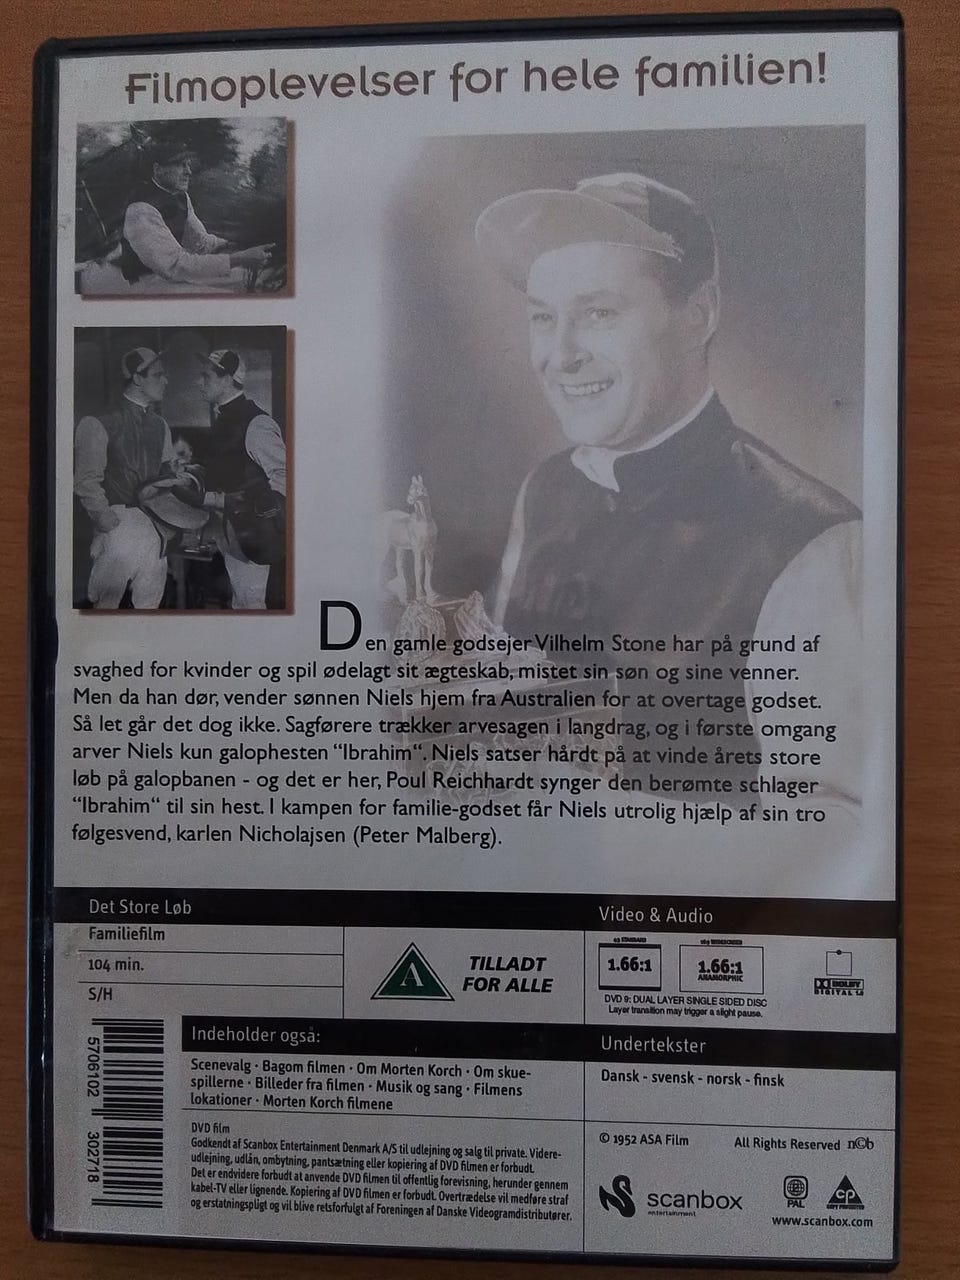 Filmoplevelser for hele familien!
Den gamle godsejer Vilhelm Stone har på grund af
svaghed for kvinder og spil ødelagt sit ægteskab, mistet sin søn og sine venner.
Men da han dør, vender sønnen Niels hjem fra Australien for at overtage godset.
Så let går det dog ikke. Sagførere trækker arvesagen i langdrag, og i første omgang
arver Niels kun galophesten “Ibrahim“. Niels satser hårdt på at vinde årets store
løb på galopbanen - og det er her, Poul Reichhardt synger den berømte schlager
“Ibrahim“ til sin hest. I kampen for familie-godset får Niels utrolig hjælp af sin tro
følgesvend, karlen Nicholajsen (Peter Malberg).
Det Store Løb
Familiefilm
104 min.
S/H
A
TILLADT
FOR ALLE
Video & Audio
4:3 STANDARD
1.66:1
16:9 WIDESCREEN
1.66:1
ANAMORPHIC
DVD 9: DUAL LAYER SINGLE SIDED DISC
Layer transition may trigger a slight pause.
DOLBY
DIGITAL
5706102 302718
Indeholder også:
Scenevalg · Bagom filmen · Om Morten Korch · Om skue-
spillerne · Billeder fra filmen · Musik og sang · Filmens
lokationer · Morten Korch filmene
Undertekster
Dansk - svensk - norsk - finsk
DVD film
Godkendt af Scanbox Entertainment Denmark A/S til udlejning og salg til private. Videre-
udlejning, udlån, ombytning, pantsætning eller kopiering af DVD filmen er forbudt.
Det er endvidere forbudt at anvende DVD filmen til offentlig forevisning, herunder gennem
kabel-TV eller lignende. Kopiering af DVD filmen er forbudt. Overtrædelse vil medføre straf
og erstatningspligt og vil blive retsforfulgt af Foreningen af Danske Videogramdistributører.
© 1952 ASA Film
All Rights Reserved n©b
scanbox
entertainment
PAL
CP
COPY PROTECTED
www.scanbox.com